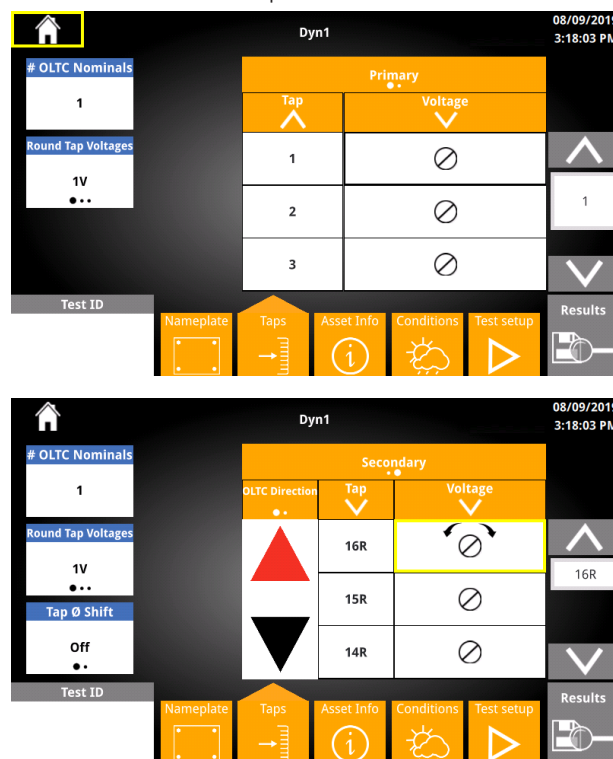 Dyn1
08/09/2019
3:18:03 PM
# OLTC Nominals
1
Round Tap Voltages
1V
Primary
Tap
Voltage
1
2
3
1
Test ID
Nameplate
Taps
Asset Info
Conditions
Test setup
Results
Dyn1
08/09/2019
3:18:03 PM
# OLTC Nominals
1
Round Tap Voltages
1V
Tap Ø Shift
Off
Secondary
OLTC Direction
Tap
Voltage
16R
15R
14R
16R
Test ID
Nameplate
Taps
Asset Info
Conditions
Test setup
Results